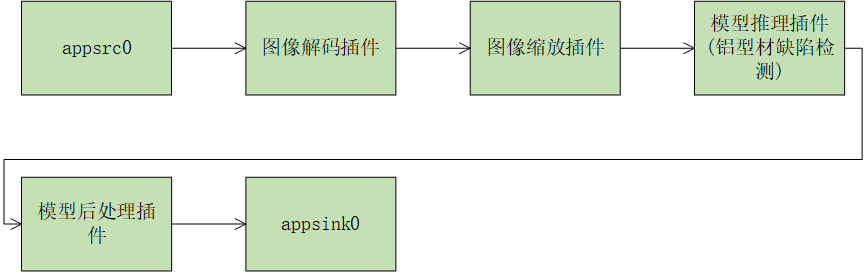 appsrc0
图像解码插件
图像缩放插件
模型推理插件
(铝型材缺陷检
测)
模型后处理插
件
appsink0